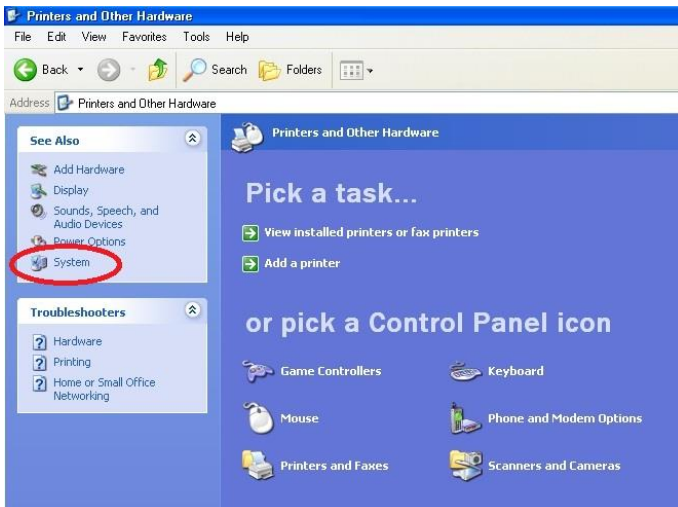 Printers and Other Hardware
File Edit View Favorites Tools Help
Back Search Folders
Address Printers and Other Hardware
See Also
Add Hardware
Display
Sounds, Speech, and
Audio Devices
Power Options
System
Troubleshooters
? Hardware
? Printing
? Home or Small Office
Networking
Printers and Other Hardware
Pick a task...
View installed printers or fax printers
Add a printer
or pick a Control Panel icon
Game Controllers
Keyboard
Mouse
Phone and Modem Options
Printers and Faxes
Scanners and Cameras